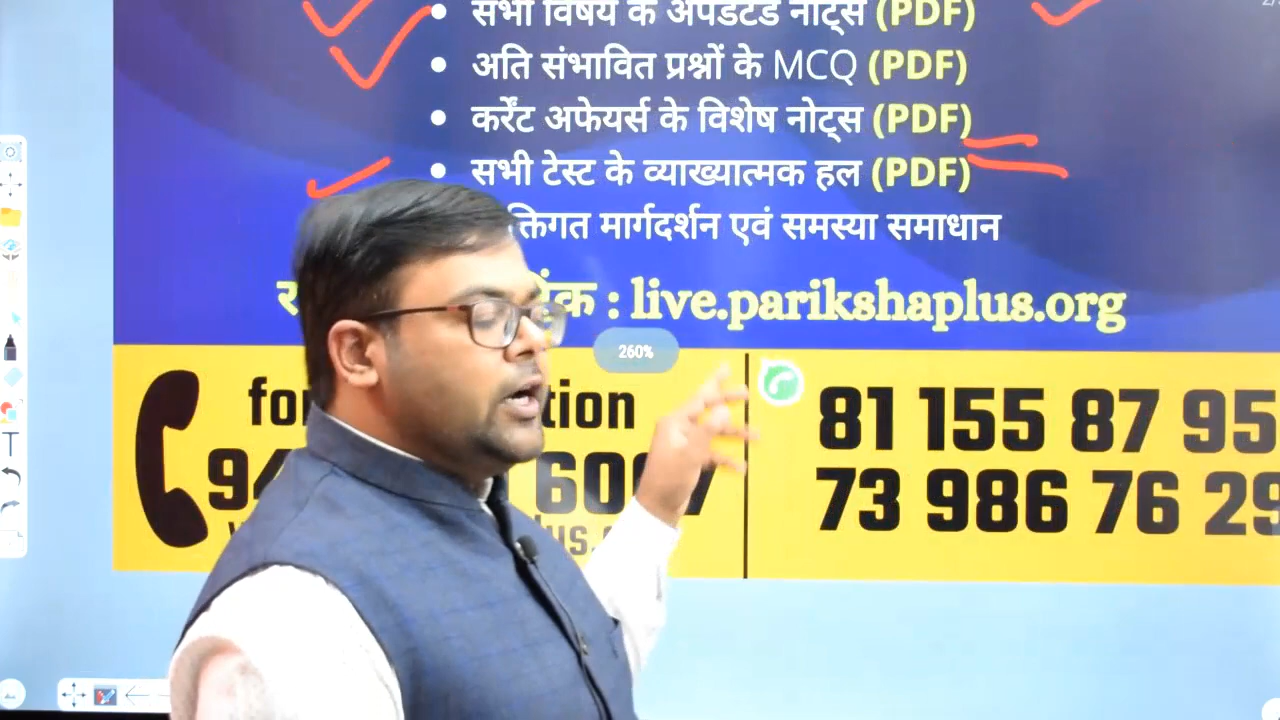 सभी विषय के अपडेटेड नोट्स (PDF)
अति संभावित प्रश्नों के MCQ (PDF)
करेंट अफेयर्स के विशेष नोट्स (PDF)
सभी टेस्ट के व्याख्यात्मक हल (PDF)
मार्गदर्शन एवं समस्या समाधान
: live.parikshaplus.org
260%
81 155 87 95
73 986 76 29
T